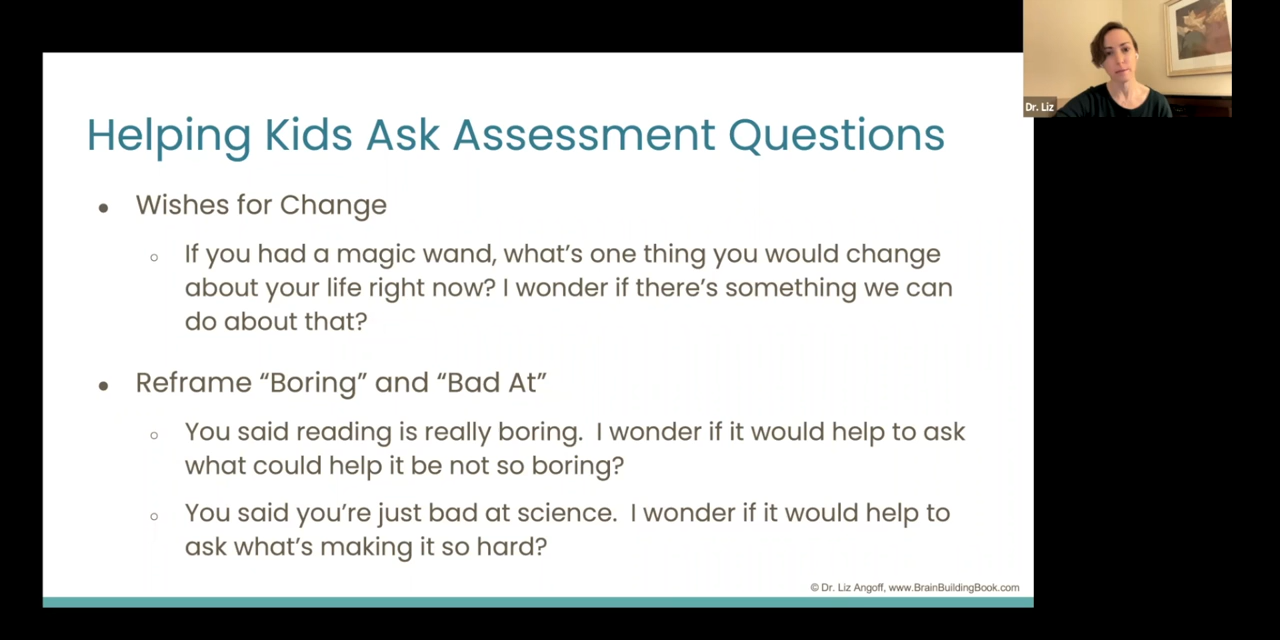 Helping Kids Ask Assessment Questions
● Wishes for Change
○ If you had a magic wand, what's one thing you would change
about your life right now? I wonder if there's something we can
do about that?
● Reframe “Boring” and “Bad At”
○ You said reading is really boring.  I wonder if it would help to ask
what could help it be not so boring?
○ You said you're just bad at science.  I wonder if it would help to
ask what's making it so hard?
© Dr. Liz Angoff, www.BrainBuildingBook.com
Dr. Liz